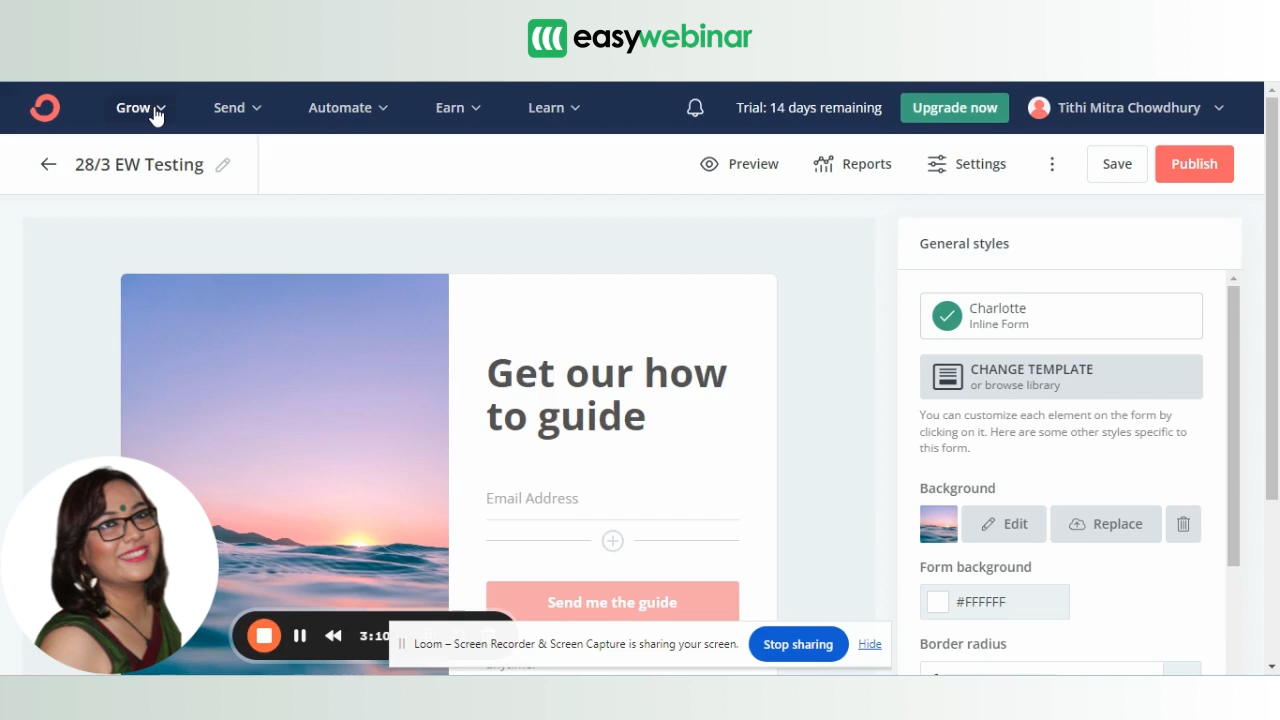 easywebinar
Grow
Send
Automate
Earn
Learn
Trial: 14 days remaining
Upgrade now
Tithi Mitra Chowdhury
28/3 EW Testing
Preview
Reports
Settings
Save
Publish
General styles
Charlotte
Inline Form
CHANGE TEMPLATE
or browse library
You can customize each element on the form by
clicking on it. Here are some other styles specific to
this form.
Background
Edit
Replace
Form background
#FFFFFF
Border radius
Get our how
to guide
Email Address
Send me the guide
3:10
Loom – Screen Recorder & Screen Capture is sharing your screen.
Stop sharing
Hide